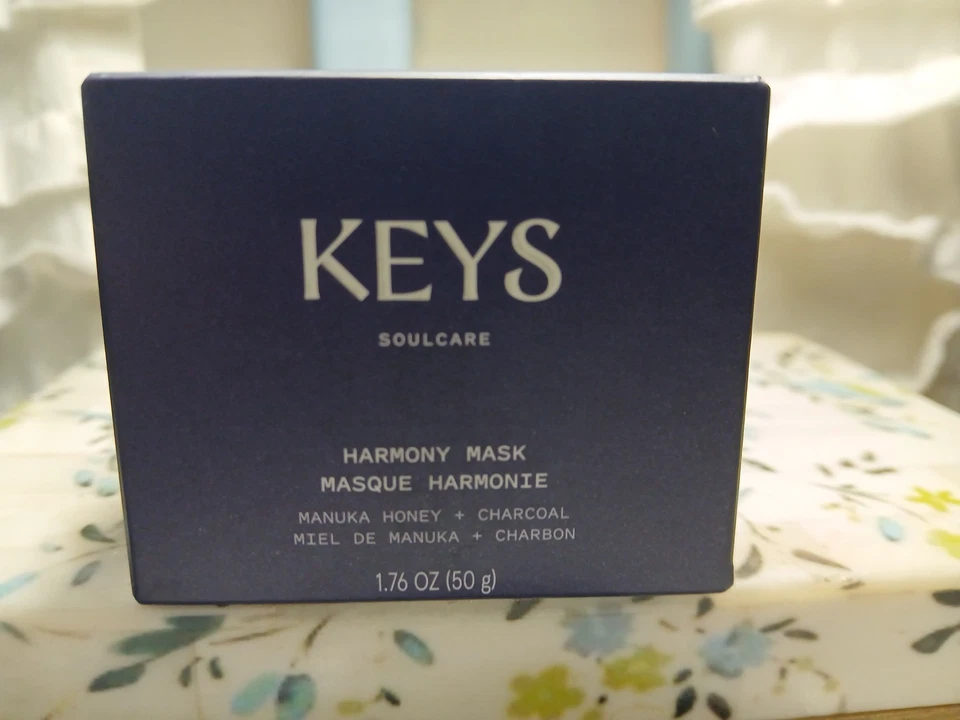 KEYS
SOULCARE
HARMONY MASK
MASQUE HARMONIE
MANUKA HONEY + CHARCOAL
MIEL DE MANUKA + CHARBON
1.76 OZ (50 g)